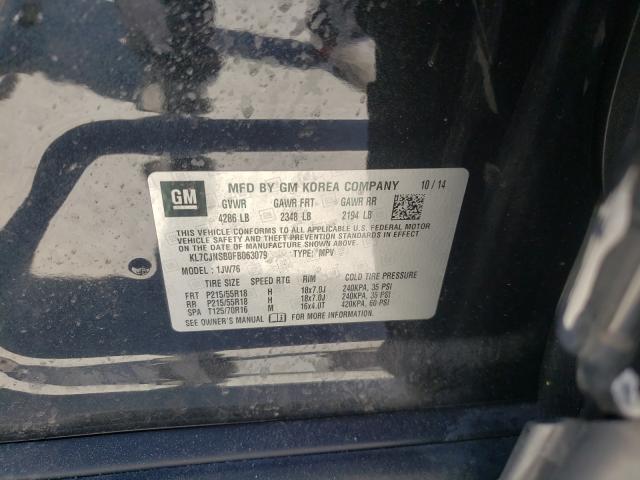 GM
MFD BY GM KOREA COMPANY 10/14
GVWR GAWR FRT GAWR RR
4286 LB 2348 LB 2194 LB
THIS VEHICLE CONFORMS TO ALL APPLICABLE U.S. FEDERAL MOTOR
VEHICLE SAFETY, BUMPER, AND THEFT PREVENTION STANDARDS IN EFFECT
ON THE DATE OF MANUFACTURE SHOWN ABOVE.
KL7CJNSB0FB063079 TYPE: MPV
MODEL: 1JW76
TIRE SIZE SPEED RTG RIM
FRT P215/55R18 H 18x7.0J 240KPA, 35 PSI
RR P215/55R18 H 18x7.0J 240KPA, 35 PSI
SPA T125/70R16 M 16x4.0T 420KPA, 60 PSI
SEE OWNER'S MANUAL FOR MORE INFORMATION.